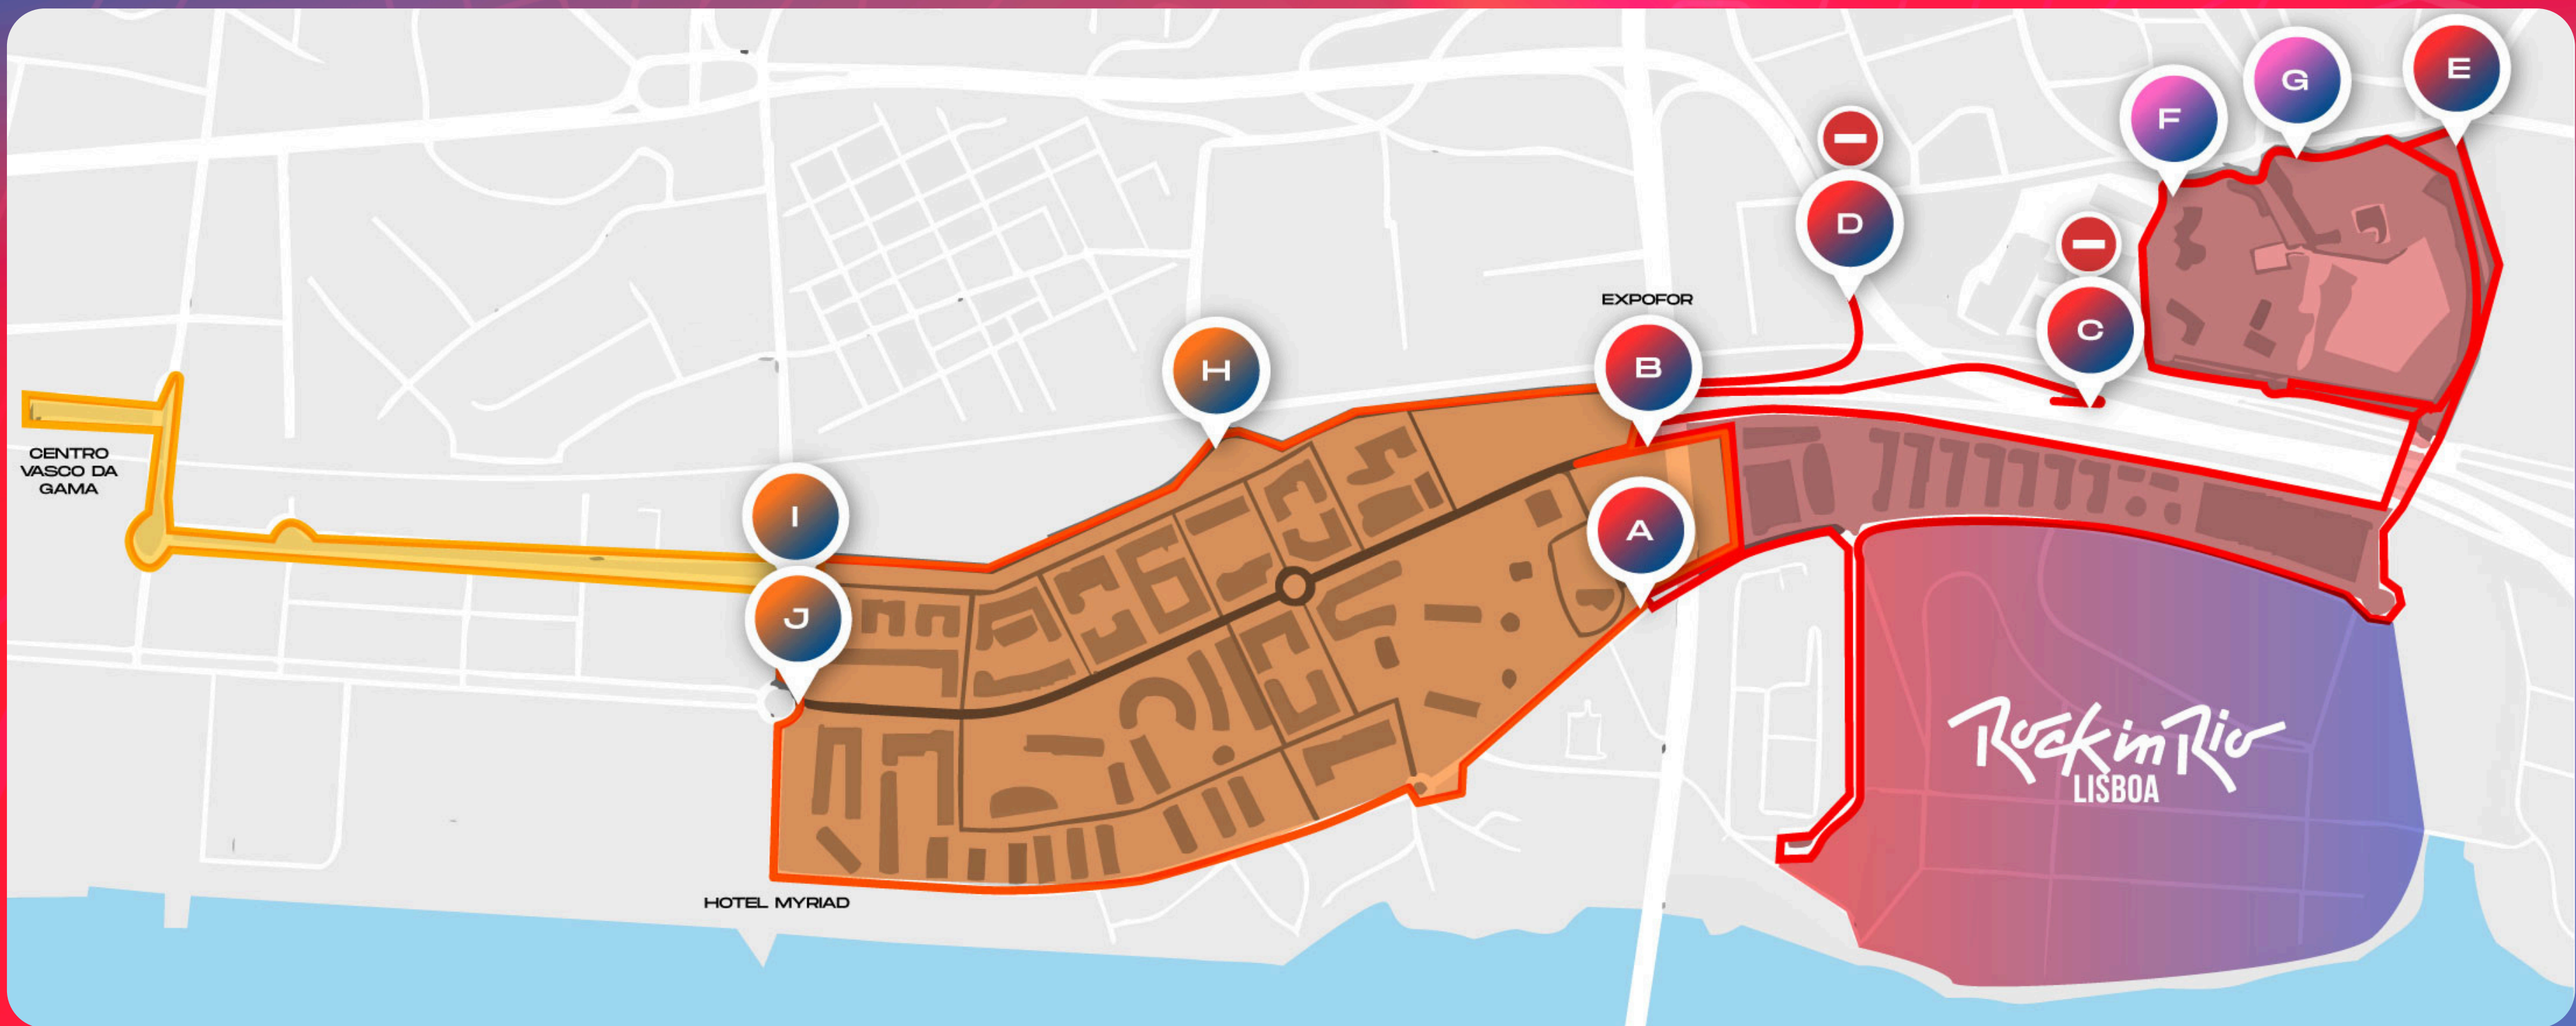 E
G
F
D
C
EXPOFOR
B
H
CENTRO
VASCO DA
GAMA
I
A
J
Rock in Rio
LISBOA
HOTEL MYRIAD